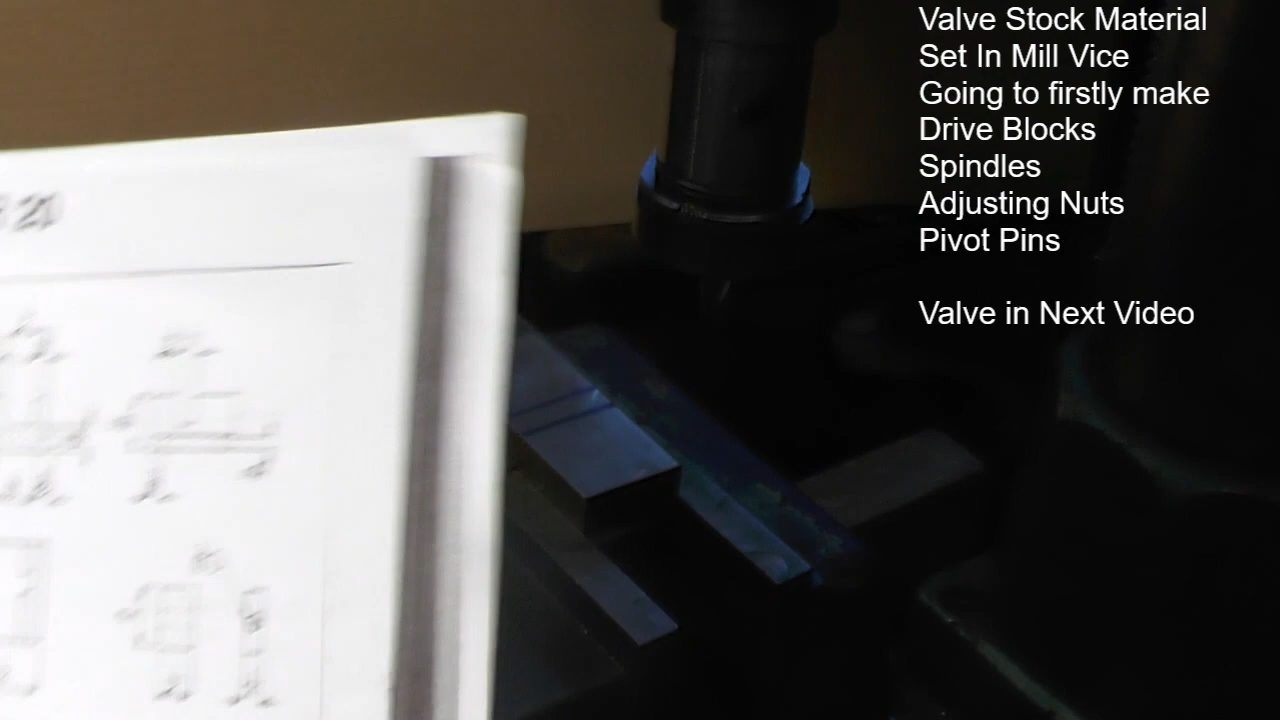 Valve Stock Material
Set In Mill Vice
Going to firstly make
Drive Blocks
Spindles
Adjusting Nuts
Pivot Pins
Valve in Next Video
20